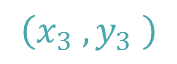 (x₃ , y₃ )